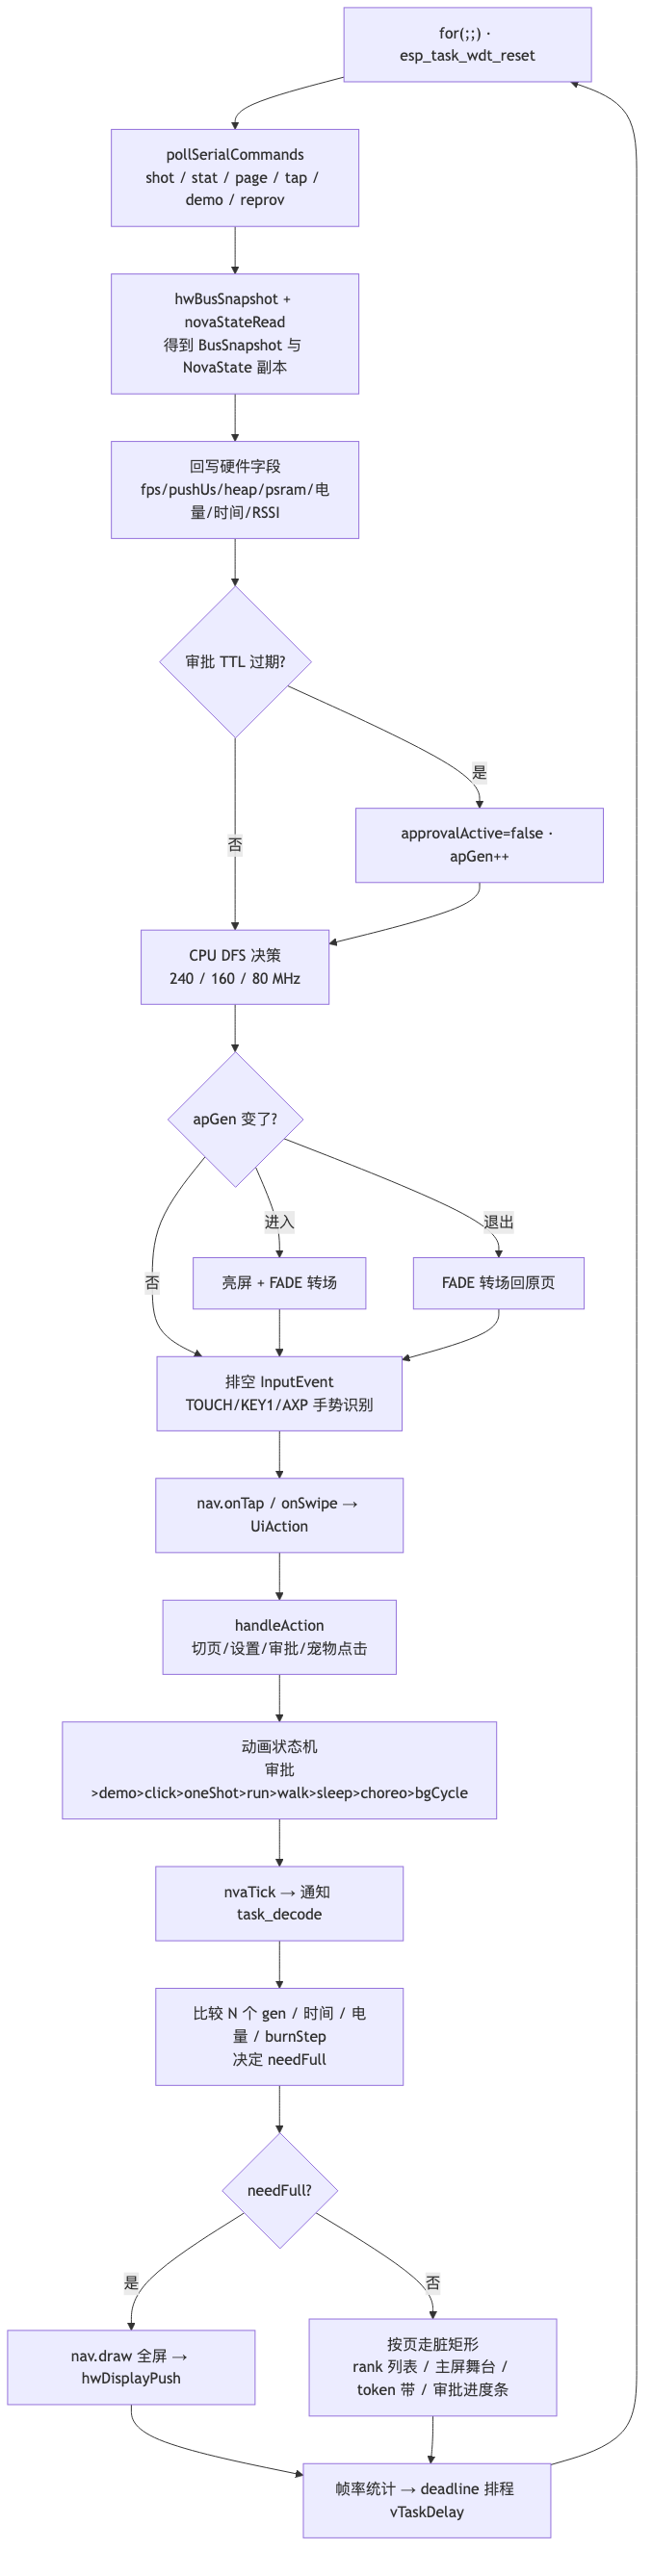 for(;;) ·
esp_task_wdt_reset
pollSerialCommands
shot / stat / page / tap /
demo / reprov
hwBusSnapshot +
novaStateRead
得到 BusSnapshot 与
NovaState 副本
回写硬件字段
fps/pushUs/heap/psram/电
量/时间/RSSI
审批 TTL 过期?
是
否
approvalActive=false ·
apGen++
CPU DFS 决策
240 / 160 / 80 MHz
apGen 变了?
进入
退出
否
亮屏 + FADE 转场
FADE 转场回原页
排空 InputEvent
TOUCH/KEY1/AXP 手势识别
nav.onTap / onSwipe →
UiAction
handleAction
切页/设置/审批/宠物点击
动画状态机
审批
>demo>click>oneShot>run>walk>sleep>choreo>bgCycle
nvaTick → 通知
task_decode
比较 N 个 gen / 时间 / 电
量 / burnStep
决定 needFull
needFull?
是
否
nav.draw 全屏 →
hwDisplayPush
按页走脏矩形
rank 列表 / 主屏舞台 /
token 带 / 审批进度条
帧率统计 → deadline 排程
vTaskDelay